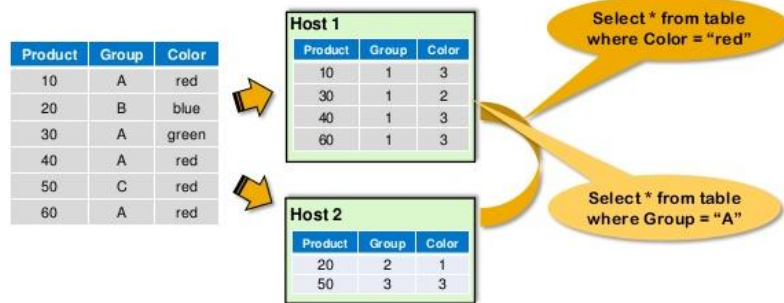 Product Group Color
10 A red
20 B blue
30 A green
40 A red
50 C red
60 A red
Host 1
Product Group Color
10 1 3
30 1 2
40 1 3
60 1 3
Host 2
Product Group Color
20 2 1
50 3 3
Select * from table
where Color = “red”
Select * from table
where Group = “A”